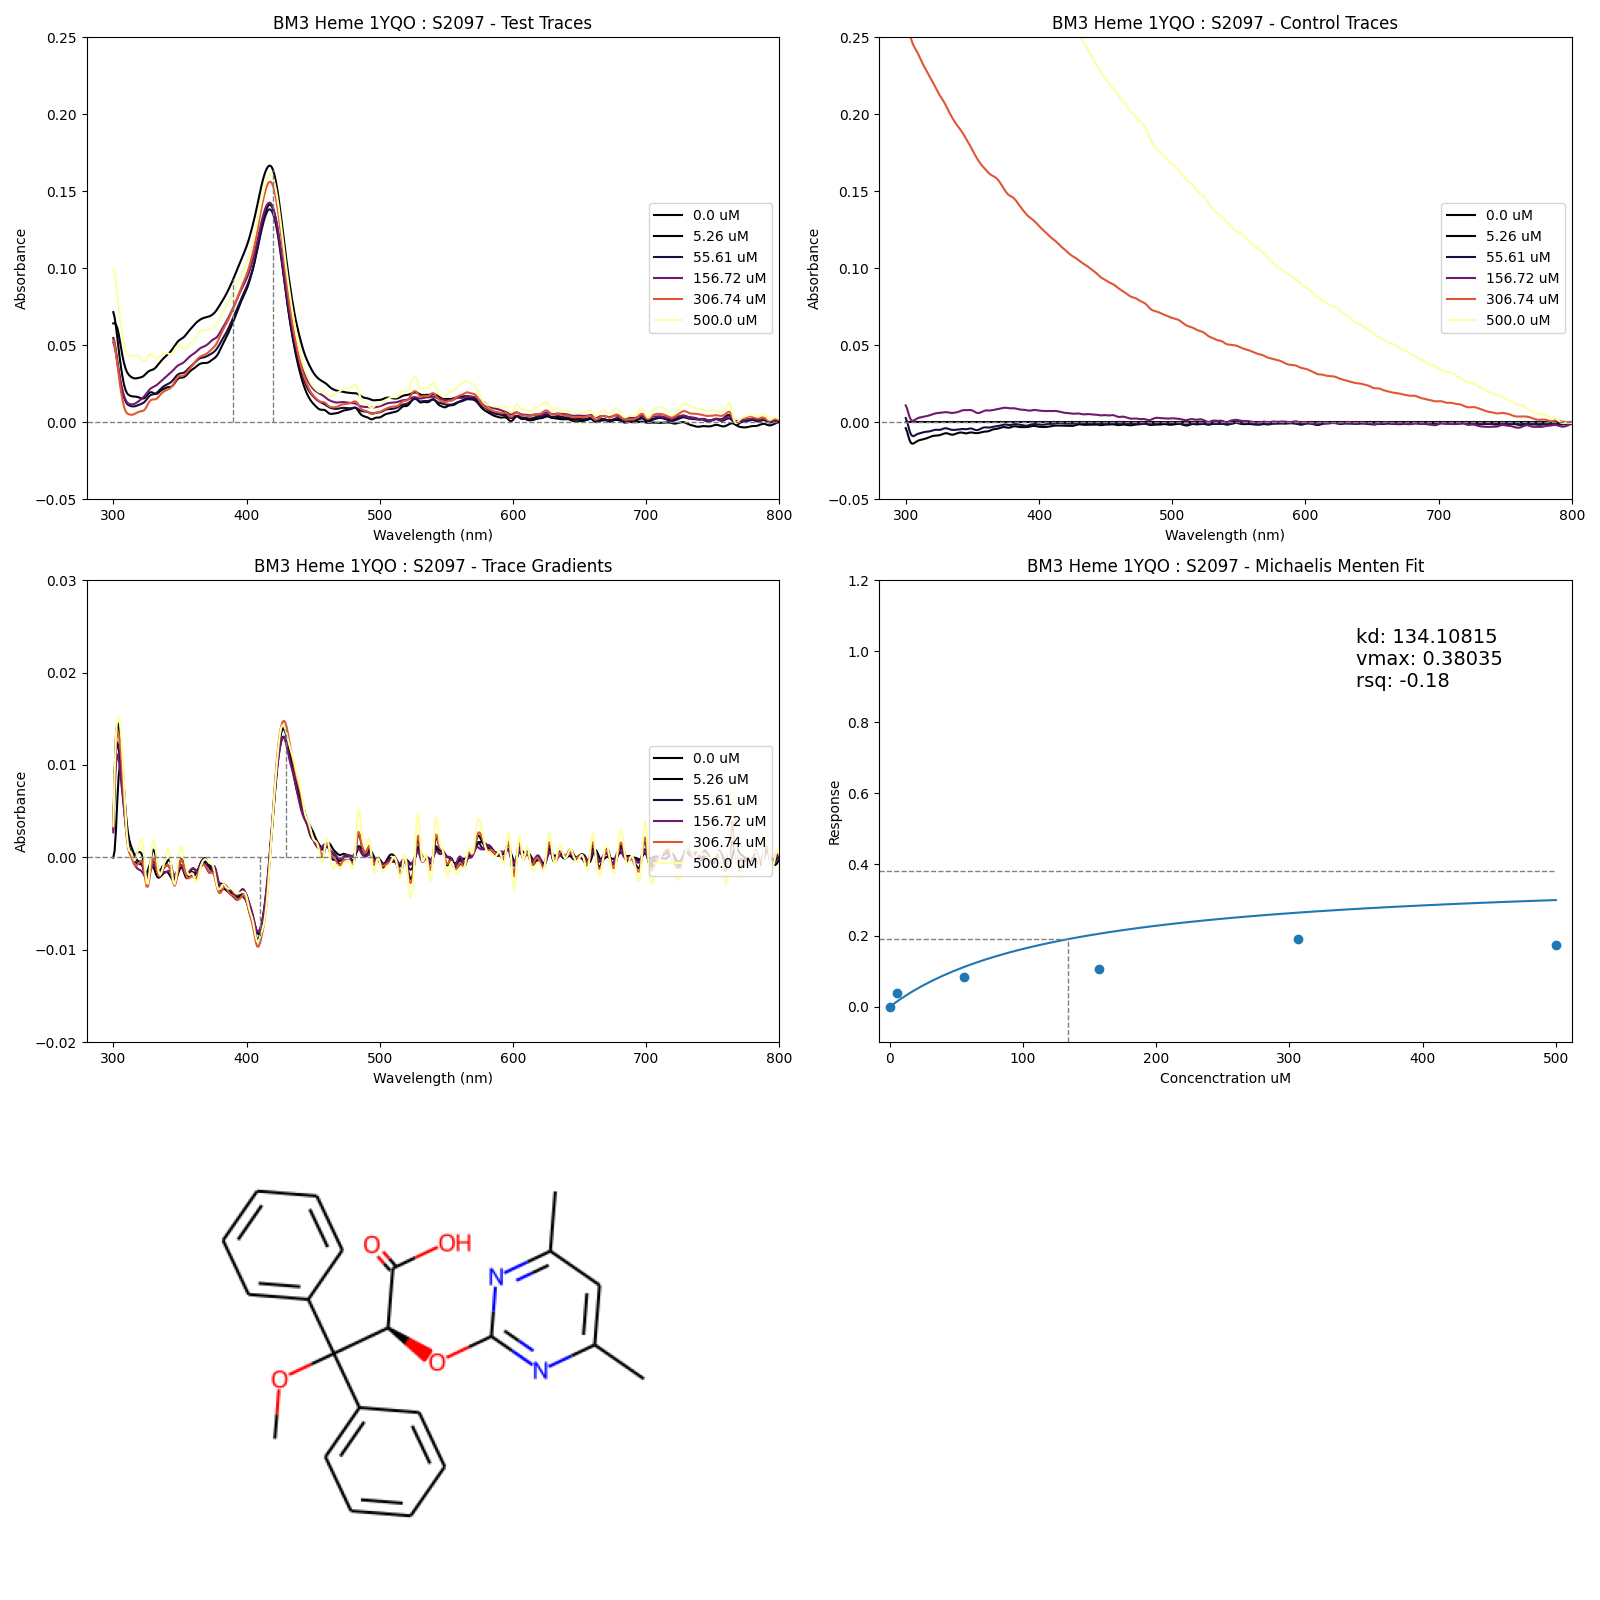 BM3 Heme 1YQO : S2097 - Test Traces
0.25
0.20
0.15
0.10
0.05
0.00
−0.05
Absorbance
300
400
500
600
700
800
Wavelength (nm)
0.0 uM
5.26 uM
55.61 uM
156.72 uM
306.74 uM
500.0 uM
BM3 Heme 1YQO : S2097 - Control Traces
0.25
0.20
0.15
0.10
0.05
0.00
−0.05
Absorbance
300
400
500
600
700
800
Wavelength (nm)
0.0 uM
5.26 uM
55.61 uM
156.72 uM
306.74 uM
500.0 uM
BM3 Heme 1YQO : S2097 - Trace Gradients
0.03
0.02
0.01
0.00
−0.01
−0.02
Absorbance
300
400
500
600
700
800
Wavelength (nm)
0.0 uM
5.26 uM
55.61 uM
156.72 uM
306.74 uM
500.0 uM
BM3 Heme 1YQO : S2097 - Michaelis Menten Fit
1.2
1.0
0.8
0.6
0.4
0.2
0.0
Response
kd: 134.10815
vmax: 0.38035
rsq: -0.18
0
100
200
300
400
500
Concenctration uM
O
OH
N
O
N
O